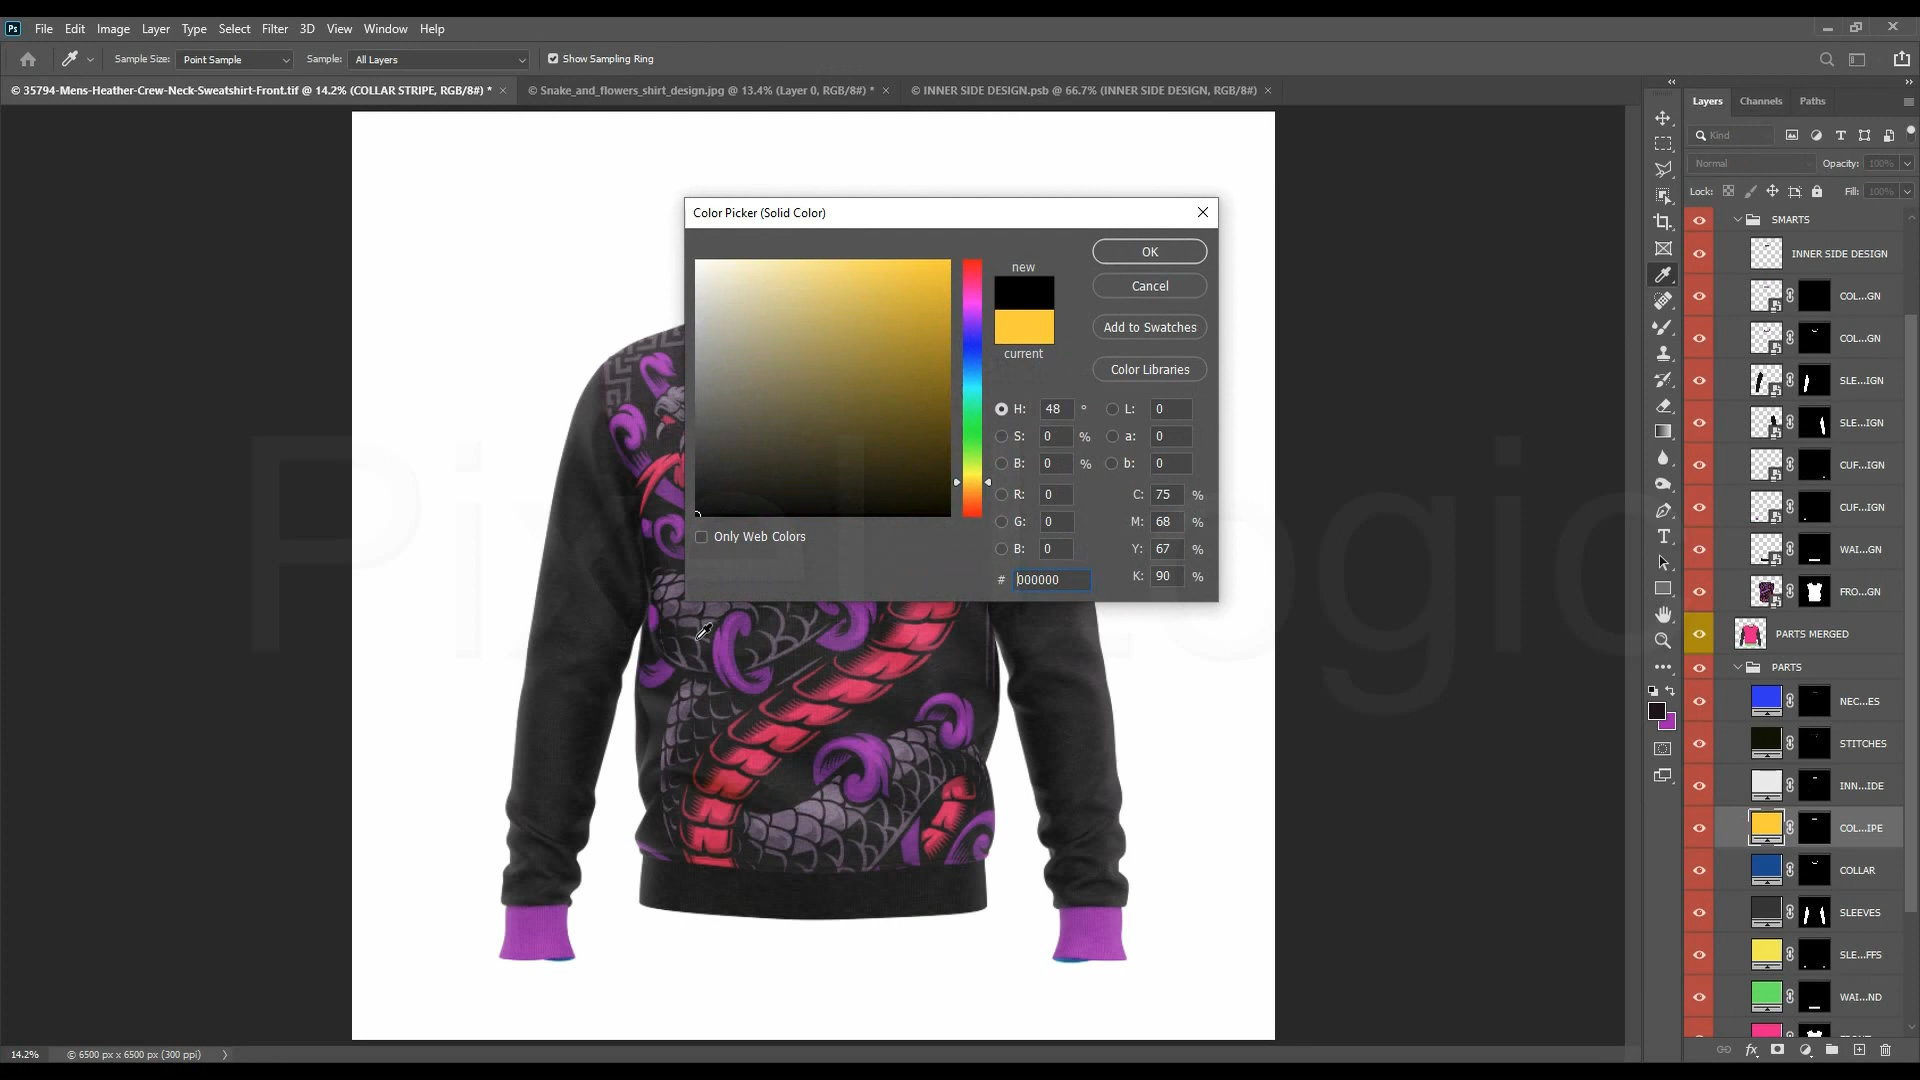 Ps File Edit Image Layer Type Select Filter 3D View Window Help
Sample Size: Point Sample Sample: All Layers Show Sampling Ring
© 35794-Mens-Heather-Crew-Neck-Sweatshirt-Front.tif @ 14.2% (COLLAR STRIPE, RGB/8#) * × © Snake_and_flowers_shirt_design.jpg @ 13.4% (Layer 0, RGB/8#) * × © INNER SIDE DESIGN.psb @ 66.7% (INNER SIDE DESIGN, RGB/8#) ×
Layers Channels Paths
Kind
Normal Opacity: 100%
Lock: Fill: 100%
SMARTS
INNER SIDE DESIGN
COL...GN
COL...GN
SLE...IGN
SLE...IGN
CUF...IGN
CUF...IGN
WAI...GN
FRO...GN
PARTS MERGED
PARTS
NEC...ES
STITCHES
INN...IDE
COL...IPE
COLLAR
SLEEVES
SLE...FFS
WAI...ND
Color Picker (Solid Color)
new
current
OK
Cancel
Add to Swatches
Color Libraries
H: 48 ° L: 0
S: 0 % a: 0
B: 0 % b: 0
R: 0 C: 75 %
G: 0 M: 68 %
B: 0 Y: 67 %
# 000000 K: 90 %
Only Web Colors
Pixel Logic
14.2% © 6500 px x 6500 px (300 ppi)